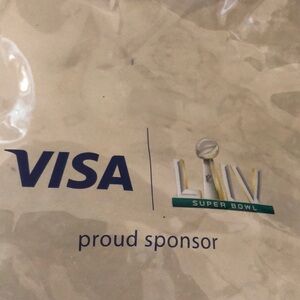 VISA
LIV
SUPER BOWL
proud sponsor